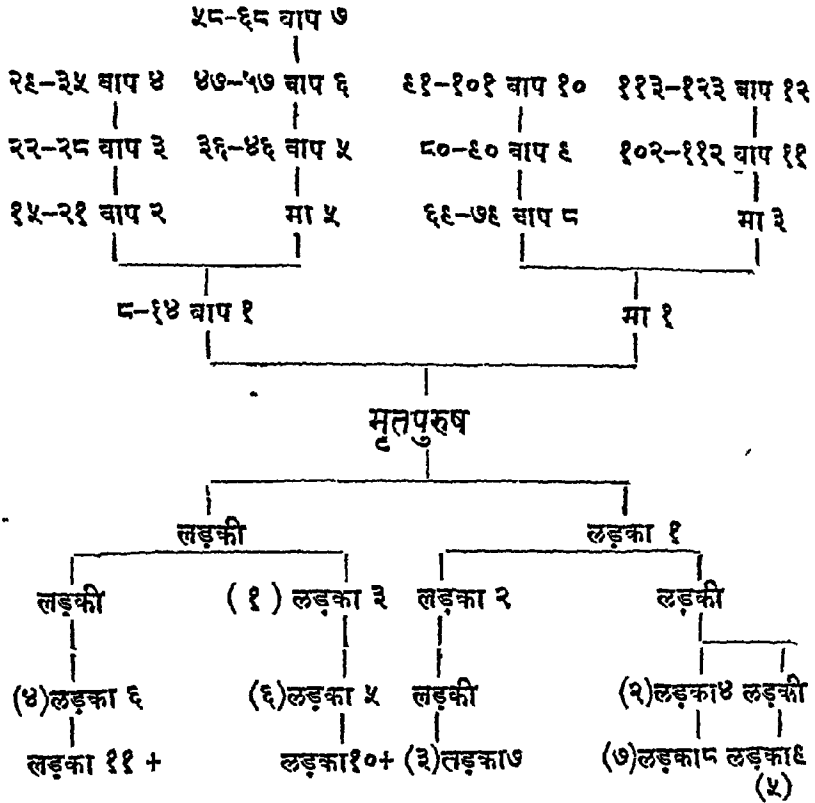 ५८-६८ वाप ७
२९-३५ वाप ४ ४७-५७ वाप ६ ९१-१०१ वाप १० ११३-१२३ वाप १२
२२-२८ वाप ३ ३६-४६ वाप ५ ८०-९० वाप ९ १०२-११२ वाप ११
१५-२१ वाप २ मा ५ ६९-७९ वाप ८ मा ३
८-१४ वाप १ मा १
मृतपुरुष
लड़की लड़का १
लड़की (१) लड़का ३ लड़का २ लड़की
(४)लड़का ६ (६)लड़का ५ लड़की (२)लड़का४ लड़की
लड़का ११ + लड़का१०+ (३)तड़का७ (७)लड़का८ लड़का९
(५)